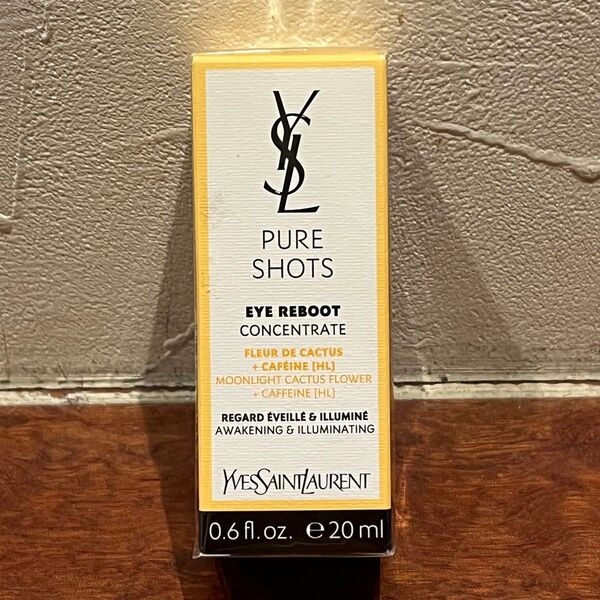 YSL
PURE
SHOTS
EYE REBOOT
CONCENTRATE
FLEUR DE CACTUS
+ CAFÉINE [HL]
MOONLIGHT CACTUS FLOWER
+ CAFFEINE [HL]
REGARD ÉVEILLÉ & ILLUMINÉ
AWAKENING & ILLUMINATING
YVESSAINTLAURENT
0.6 fl.oz. ℮ 20 ml